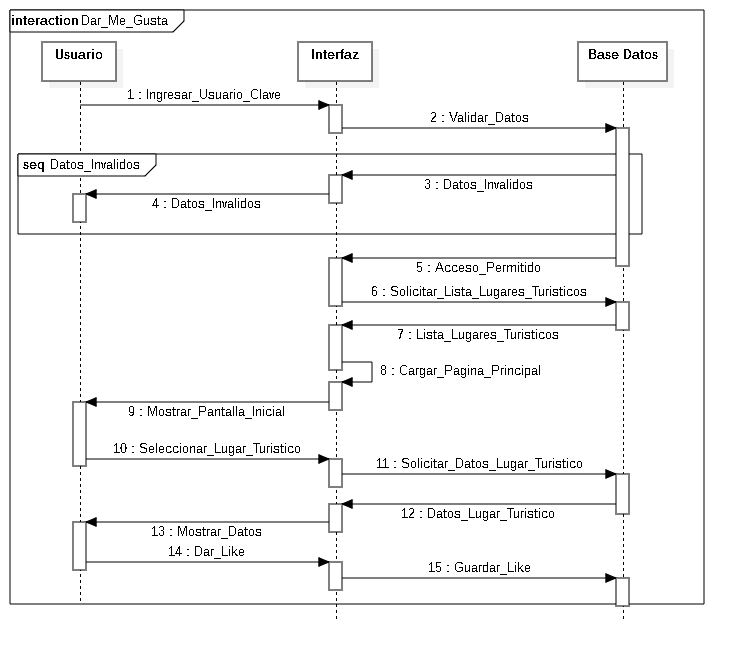 interaction Dar_Me_Gusta
Usuario
Interfaz
Base Datos
1 : Ingresar_Usuario_Clave
2 : Validar_Datos
seq Datos_Invalidos
3 : Datos_Invalidos
4 : Datos_Invalidos
5 : Acceso_Permitido
6 : Solicitar_Lista_Lugares_Turisticos
7 : Lista_Lugares_Turisticos
8 : Cargar_Pagina_Principal
9 : Mostrar_Pantalla_Inicial
10 : Seleccionar_Lugar_Turistico
11 : Solicitar_Datos_Lugar_Turistico
12 : Datos_Lugar_Turistico
13 : Mostrar_Datos
14 : Dar_Like
15 : Guardar_Like